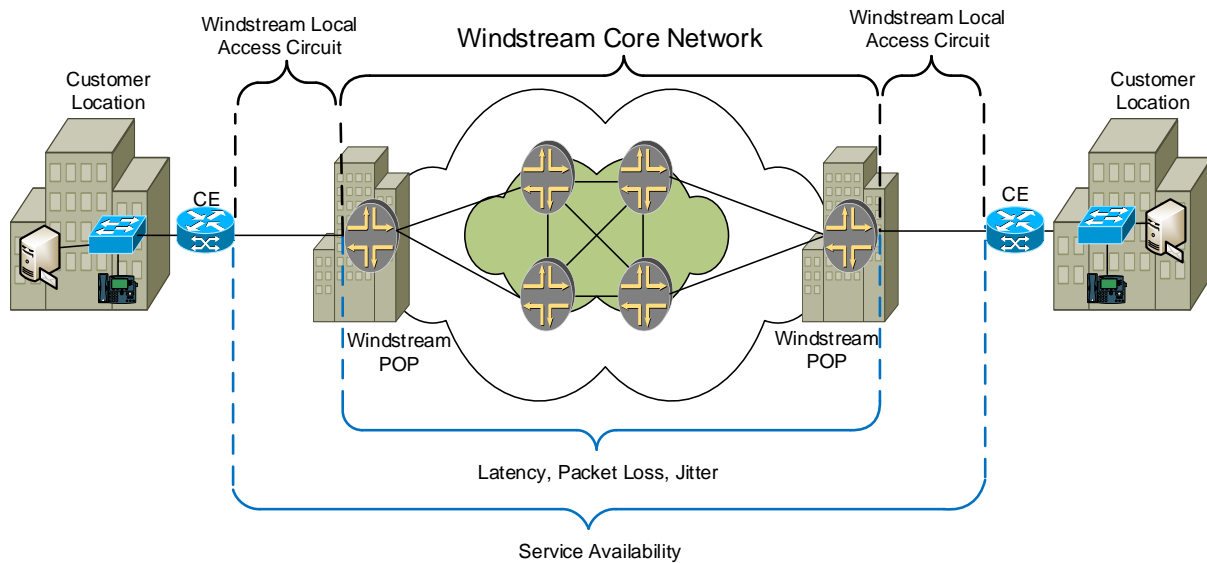 Windstream Local
Access Circuit
Windstream Core Network
Windstream Local
Access Circuit
Customer
Location
Customer
Location
CE
CE
Windstream
POP
Windstream
POP
Latency, Packet Loss, Jitter
Service Availability